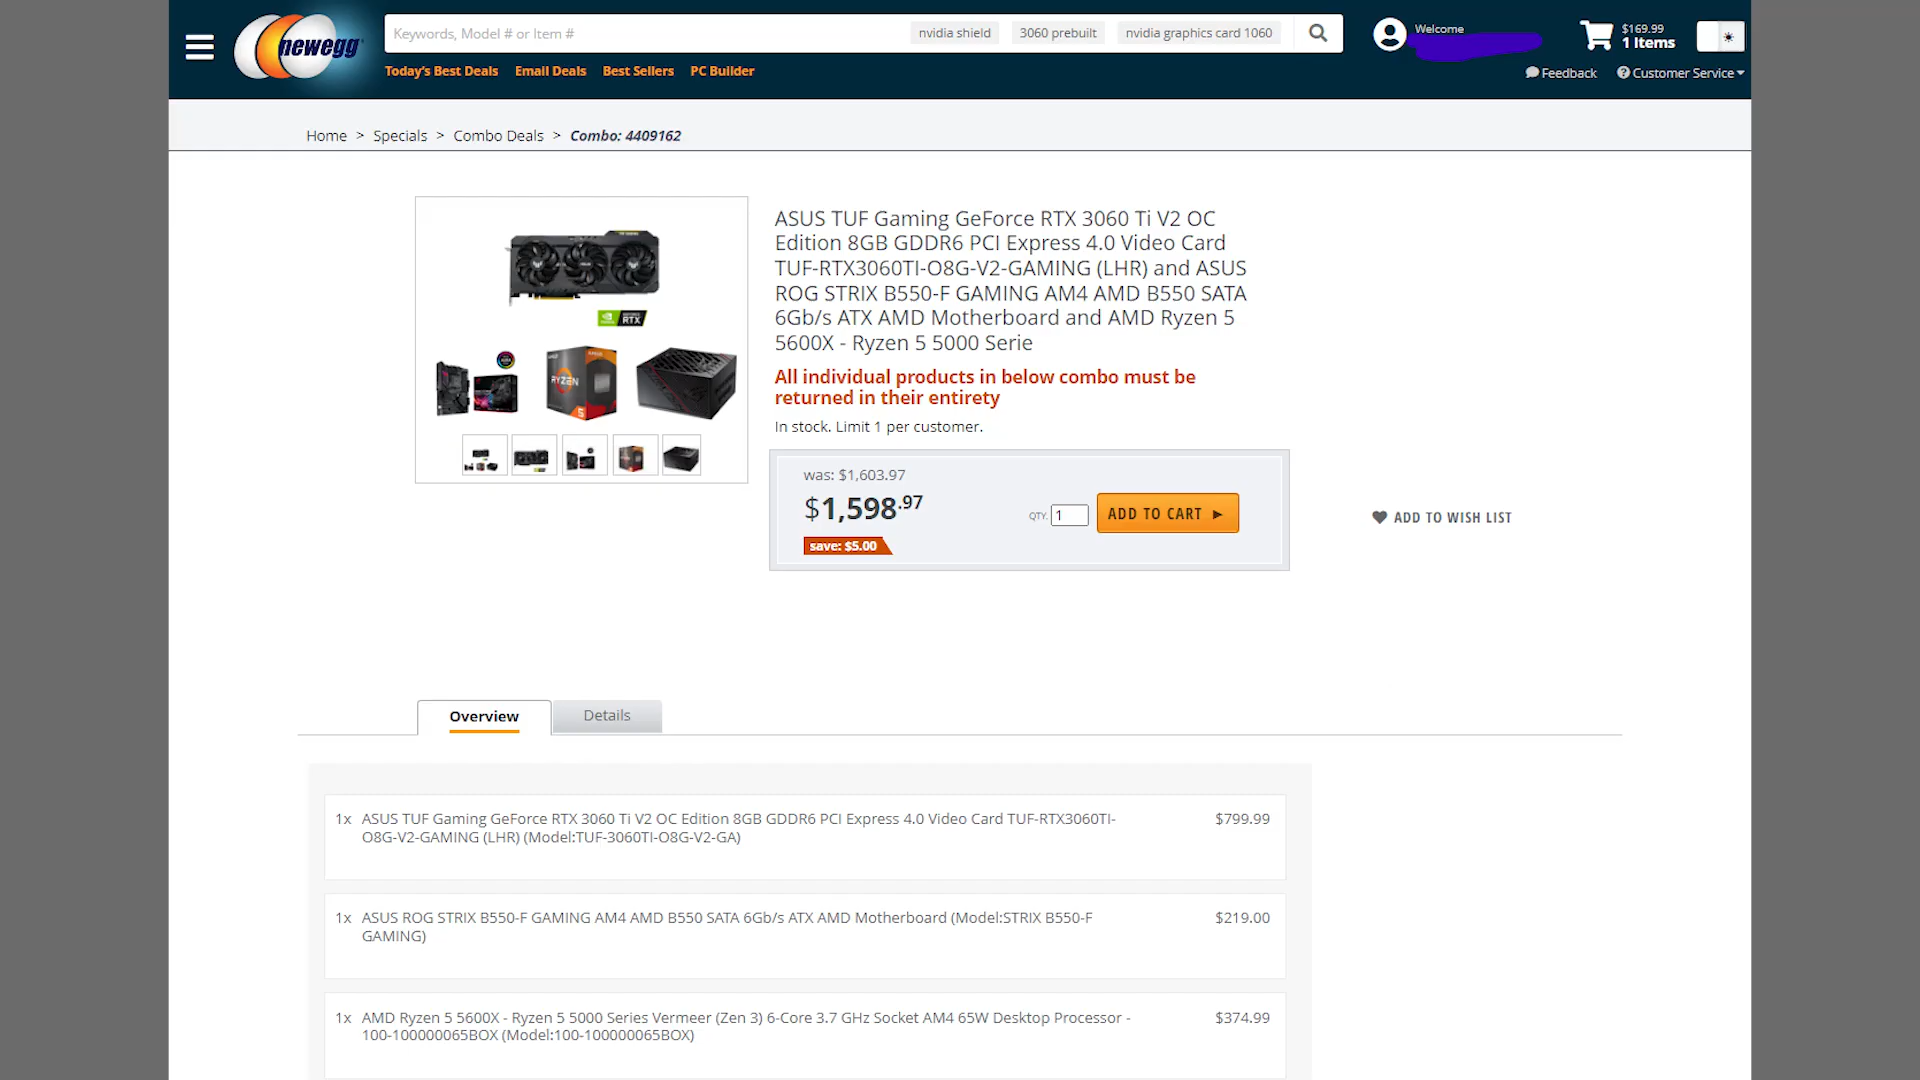 newegg
Keywords, Model # or Item #
nvidia shield
3060 prebuilt
nvidia graphics card 1060
Welcome
$169.99
1 Items
Today's Best Deals
Email Deals
Best Sellers
PC Builder
Feedback
Customer Service
Home > Specials > Combo Deals > Combo: 4409162
ASUS TUF Gaming GeForce RTX 3060 Ti V2 OC
Edition 8GB GDDR6 PCI Express 4.0 Video Card
TUF-RTX3060TI-O8G-V2-GAMING (LHR) and ASUS
ROG STRIX B550-F GAMING AM4 AMD B550 SATA
6Gb/s ATX AMD Motherboard and AMD Ryzen 5
5600X - Ryzen 5 5000 Serie
All individual products in below combo must be
returned in their entirety
In stock. Limit 1 per customer.
RTX
RYZEN
5
was: $1,603.97
$1,598.97
save: $5.00
QTY. 1
ADD TO CART ►
ADD TO WISH LIST
Overview
Details
1x ASUS TUF Gaming GeForce RTX 3060 Ti V2 OC Edition 8GB GDDR6 PCI Express 4.0 Video Card TUF-RTX3060TI-
O8G-V2-GAMING (LHR) (Model:TUF-3060TI-O8G-V2-GA)
$799.99
1x ASUS ROG STRIX B550-F GAMING AM4 AMD B550 SATA 6Gb/s ATX AMD Motherboard (Model:STRIX B550-F
GAMING)
$219.00
1x AMD Ryzen 5 5600X - Ryzen 5 5000 Series Vermeer (Zen 3) 6-Core 3.7 GHz Socket AM4 65W Desktop Processor -
100-100000065BOX (Model:100-100000065BOX)
$374.99